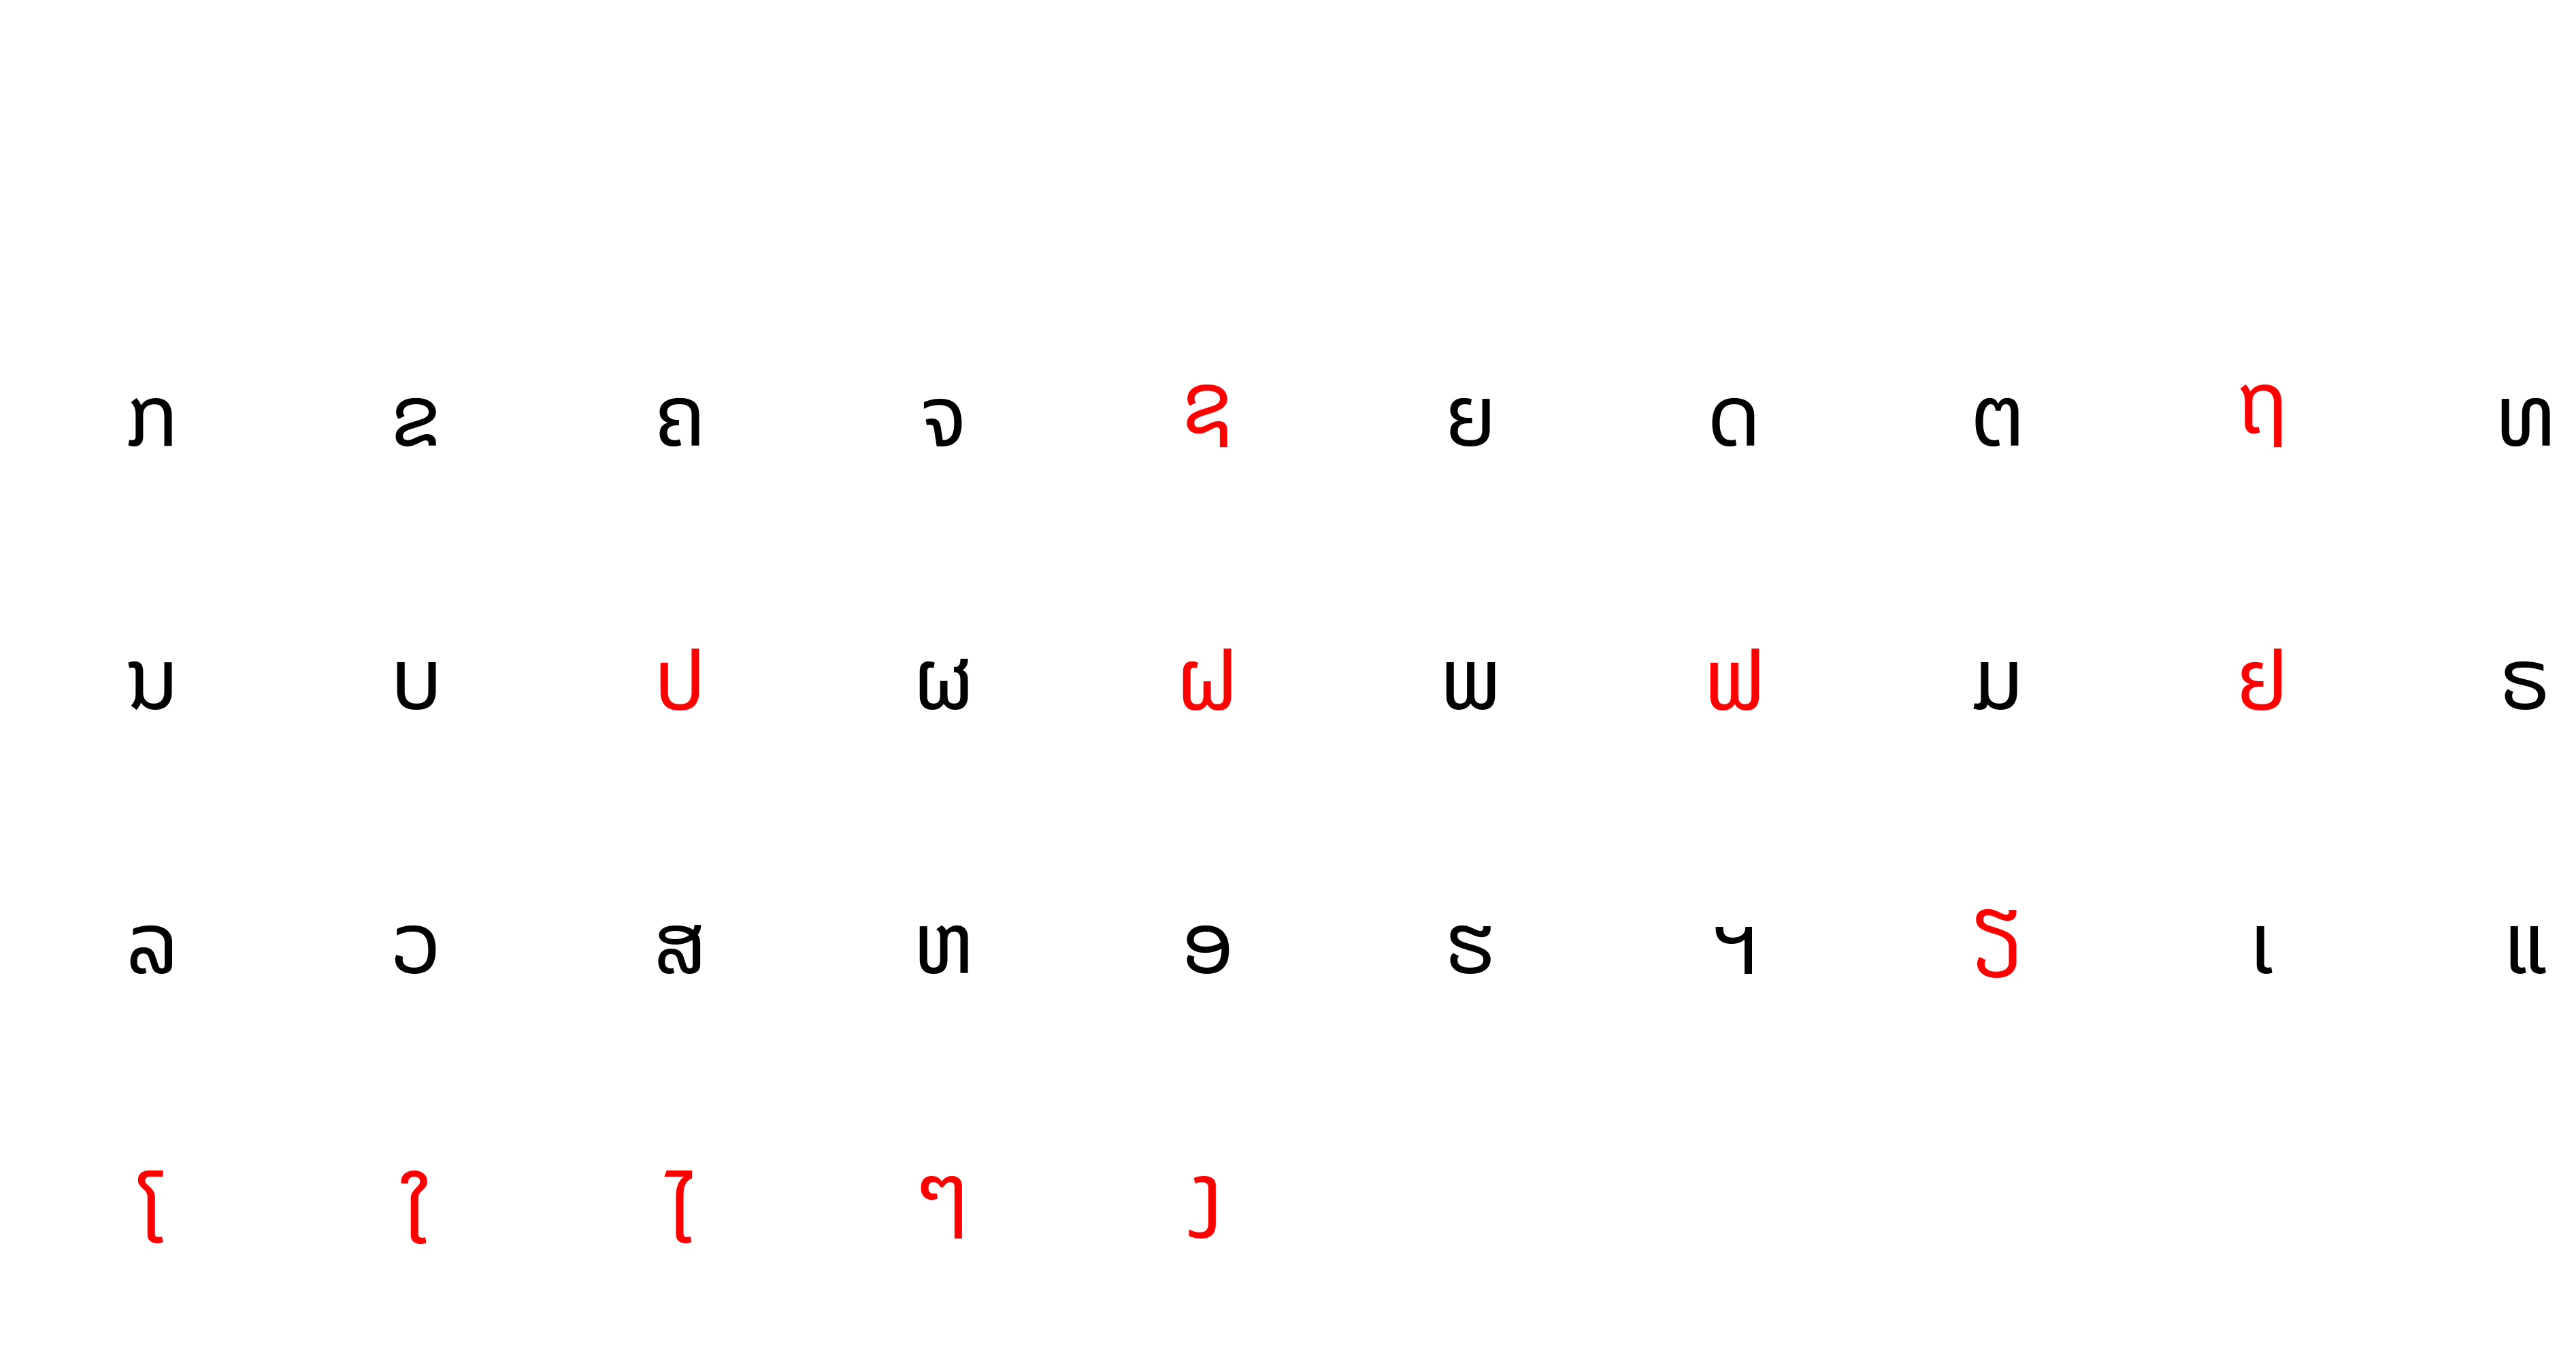 ກ ຂ ຄ ຈ ຊ ຍ ດ ຕ ຖ ທ
ນ ບ ປ ຜ ຝ ພ ຟ ມ ຢ ຣ
ລ ວ ສ ຫ ອ ຮ ຯ ຽ ເ ແ
ໂ ໃ ໄ ໆ ງ